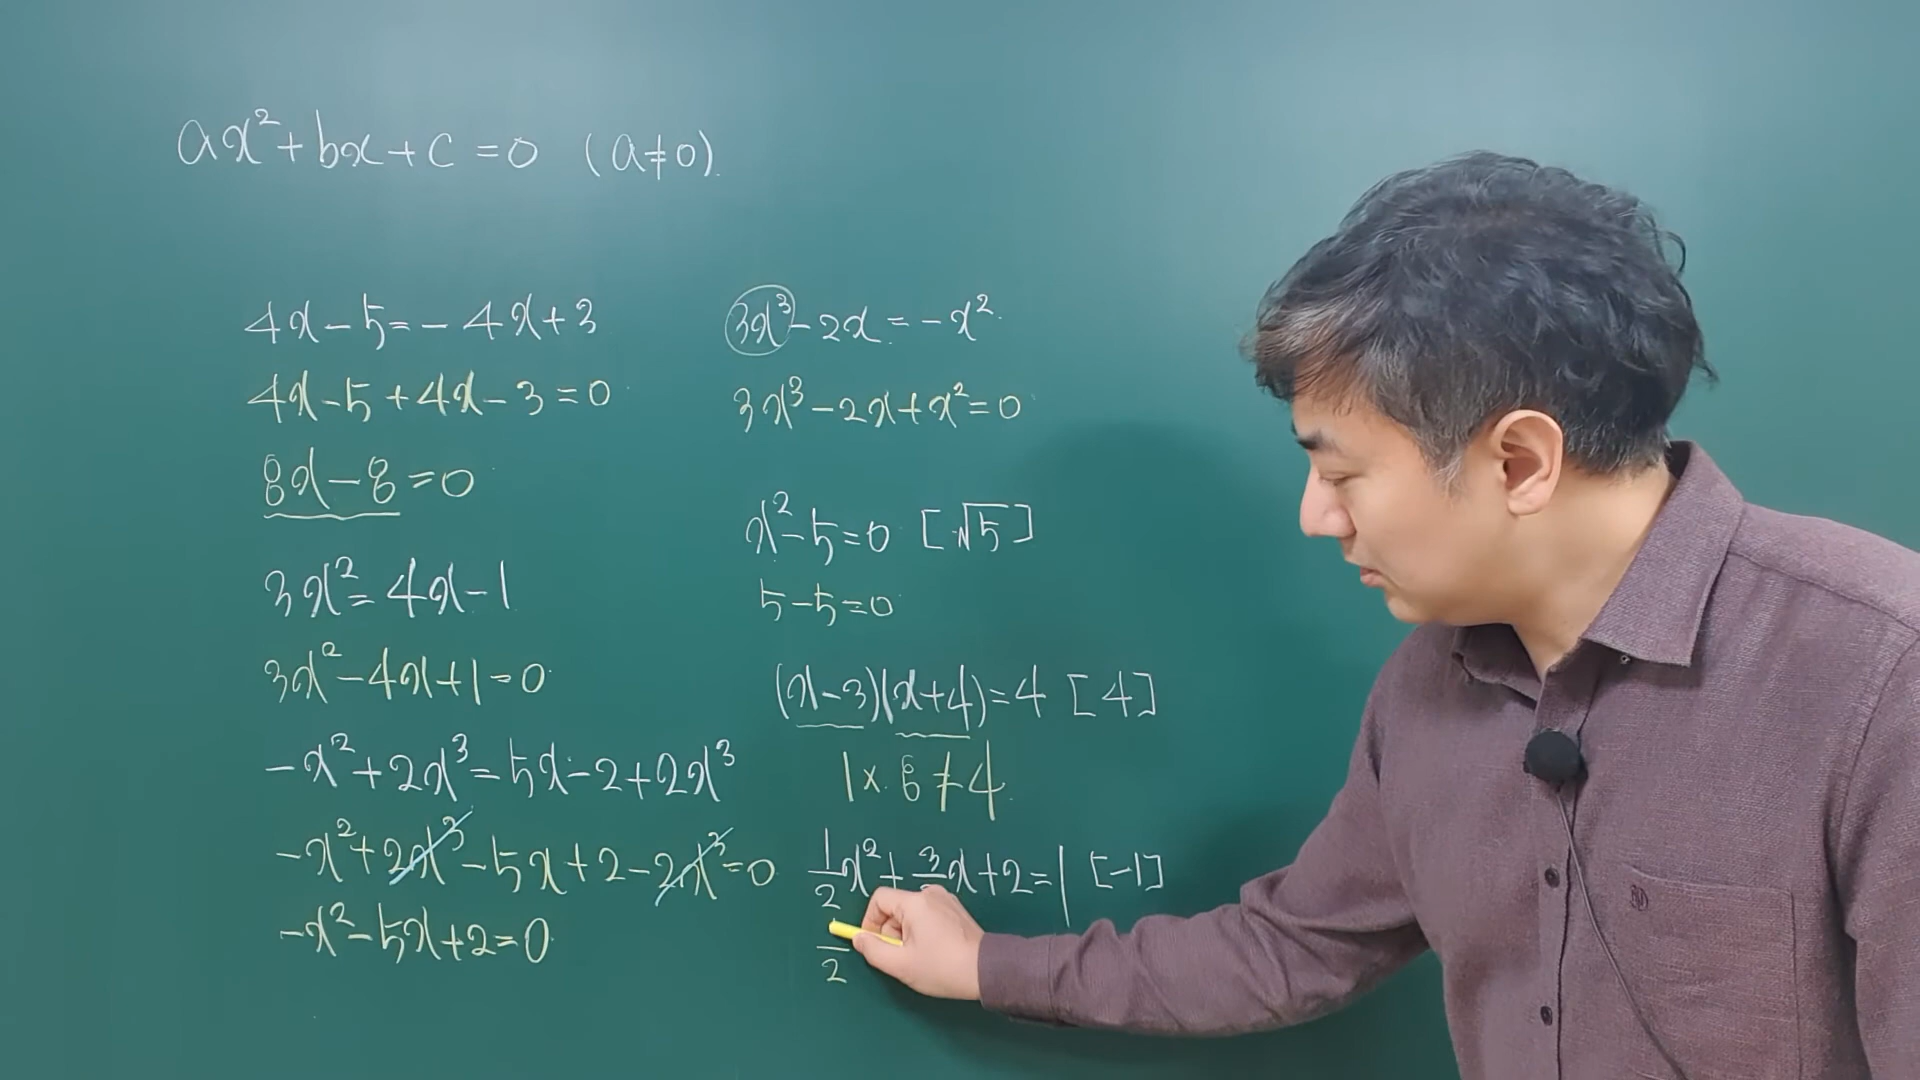 ax²+bx+c=0 (a≠0).
4x-5=-4x+3
4x-5+4x-3=0
8x-8=0
3x²=4x-1
3x²-4x+1=0
-x²+2x³=5x-2+2x³
-x²+2x³-5x+2-2x³=0
-x²-5x+2=0
3x³-2x=-x²
3x³-2x+x²=0
x²-5=0 [√5]
5-5=0
(x-3)(x+4)=4 [4]
1×8≠4
1/2x²+3/ x+2=1 [-1]
/2